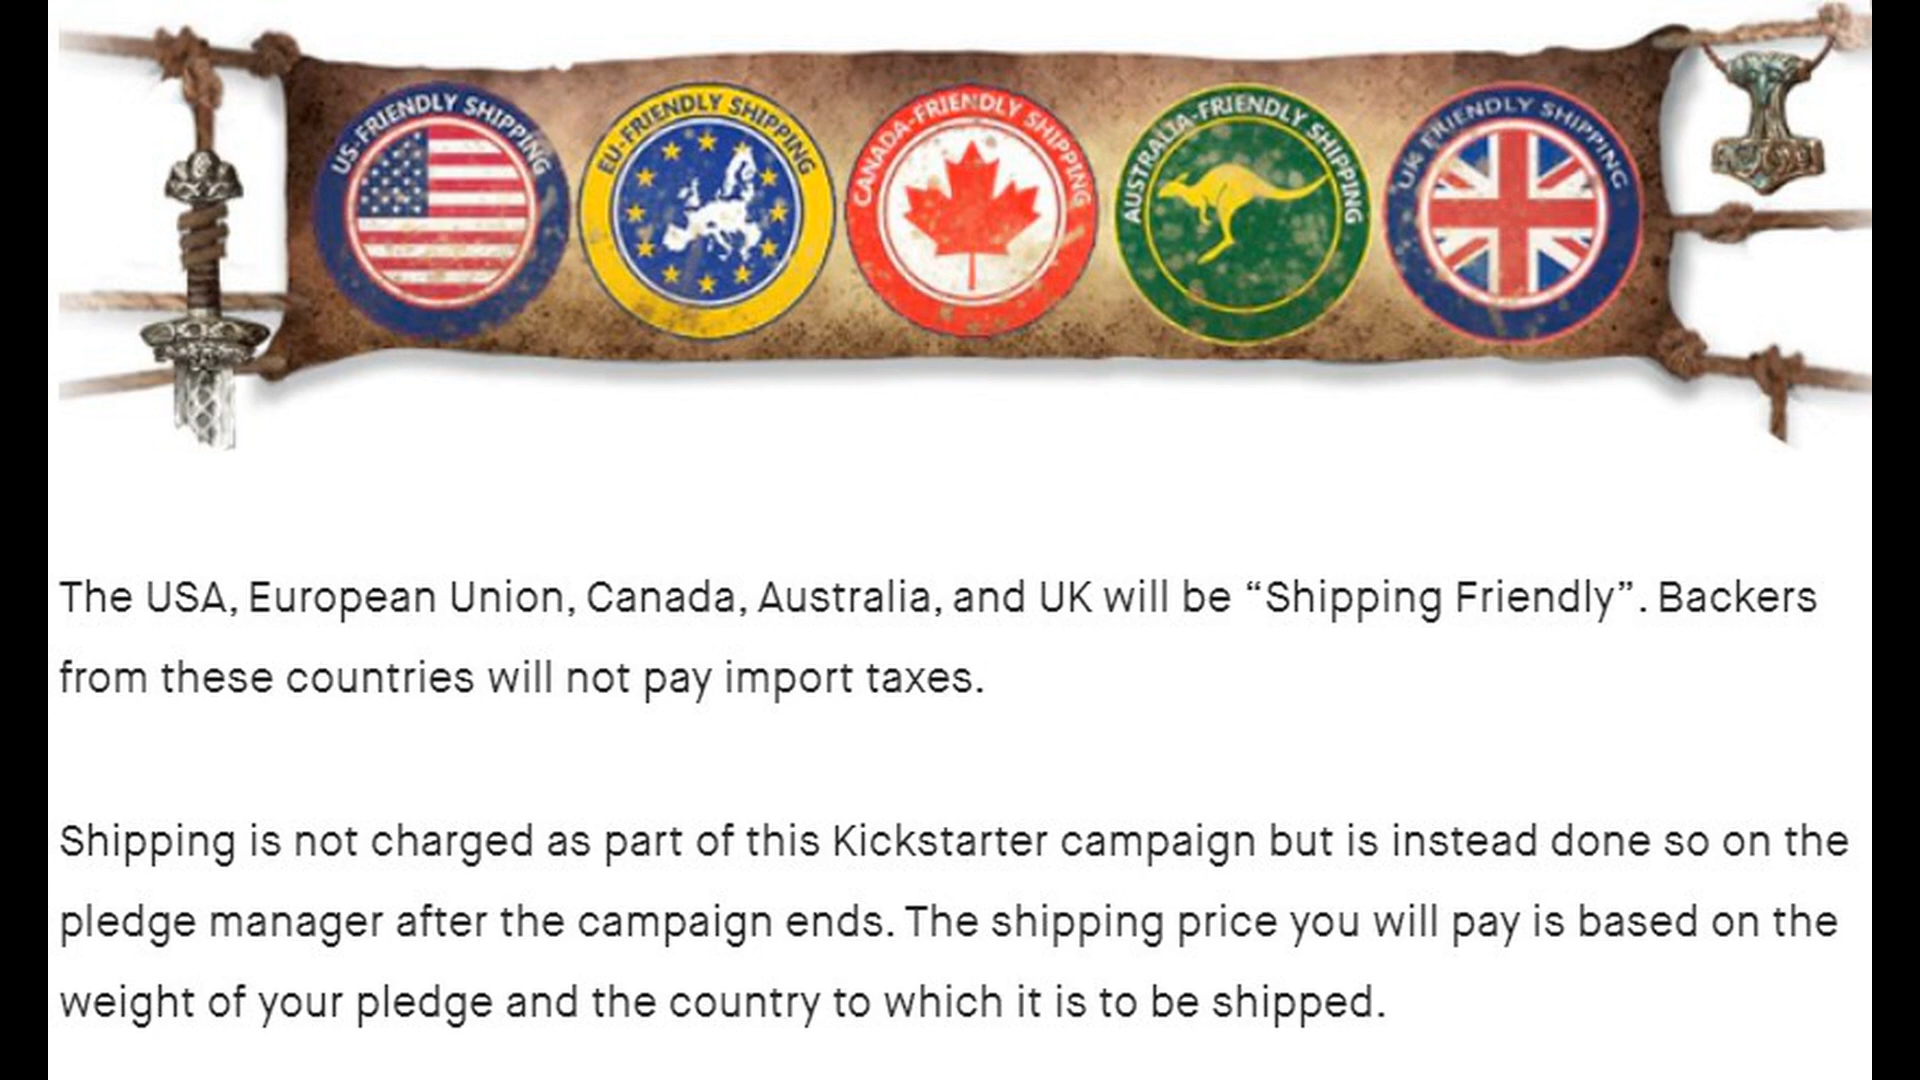 US-FRIENDLY SHIPPING
EU-FRIENDLY SHIPPING
CANADA-FRIENDLY SHIPPING
AUSTRALIA-FRIENDLY SHIPPING
UK FRIENDLY SHIPPING
The USA, European Union, Canada, Australia, and UK will be “Shipping Friendly”. Backers
from these countries will not pay import taxes.
Shipping is not charged as part of this Kickstarter campaign but is instead done so on the
pledge manager after the campaign ends. The shipping price you will pay is based on the
weight of your pledge and the country to which it is to be shipped.